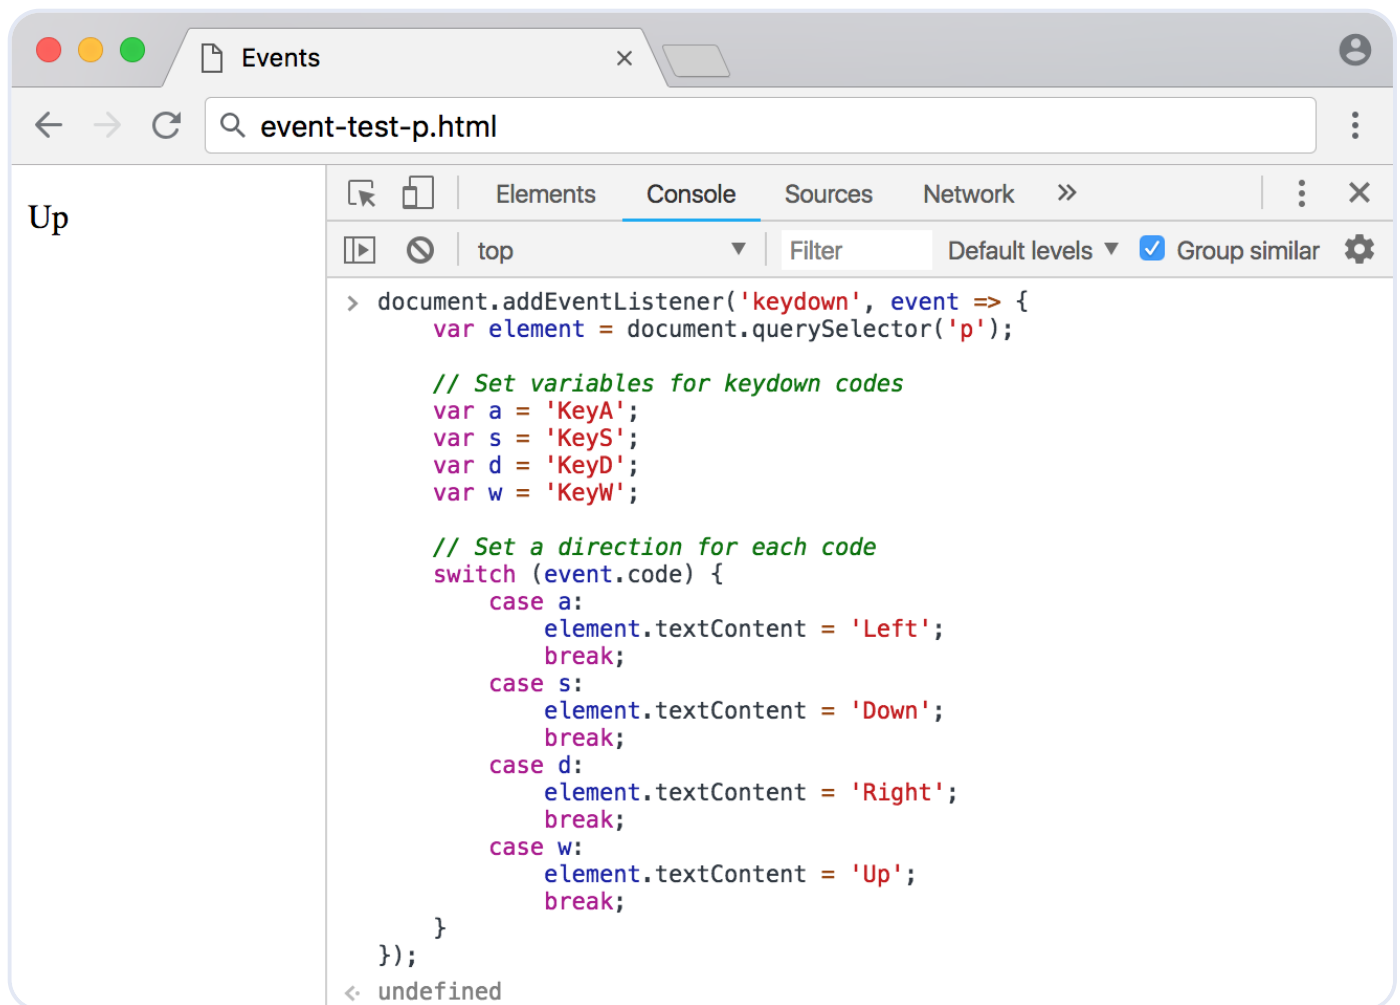 Events
event-test-p.html
Up
Elements Console Sources Network
top Filter Default levels Group similar
document.addEventListener('keydown', event => {
    var element = document.querySelector('p');
    // Set variables for keydown codes
    var a = 'KeyA';
    var s = 'KeyS';
    var d = 'KeyD';
    var w = 'KeyW';
    // Set a direction for each code
    switch (event.code) {
        case a:
            element.textContent = 'Left';
            break;
        case s:
            element.textContent = 'Down';
            break;
        case d:
            element.textContent = 'Right';
            break;
        case w:
            element.textContent = 'Up';
            break;
    }
});
undefined